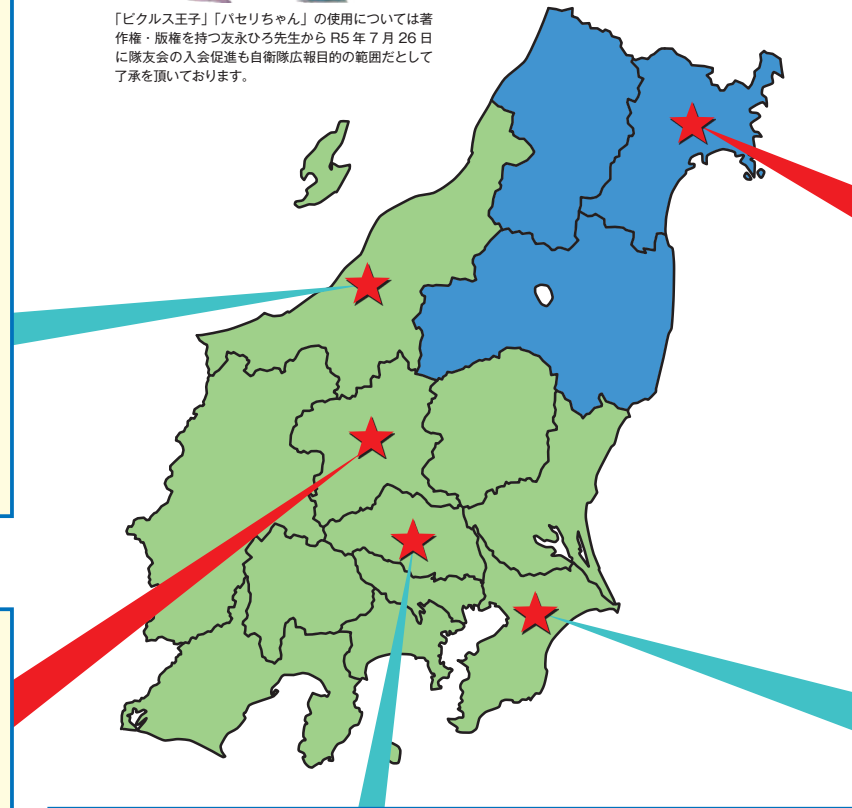 「ピクルス王子」「パセリちゃん」の使用については著
作権・版権を持つ友永ひろ先生から R5 年 7 月 26 日
に隊友会の入会促進も自衛隊広報目的の範囲だとして
了承を頂いております。